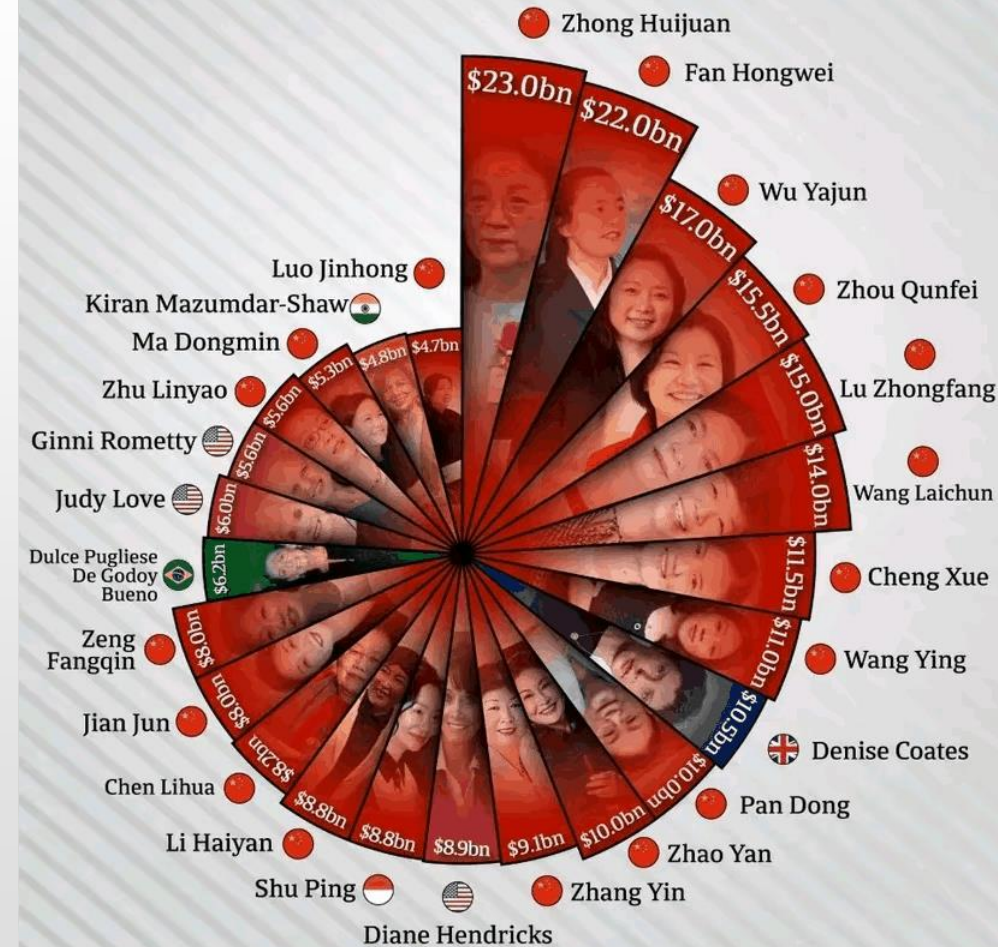 Zhong Huijuan
$23.0bn
Fan Hongwei
$22.0bn
Wu Yajun
$17.0bn
Zhou Qunfei
$15.5bn
Lu Zhongfang
$15.0bn
Wang Laichun
$14.0bn
Cheng Xue
$11.5bn
Wang Ying
$11.0bn
Denise Coates
$10.5bn
Pan Dong
$10.0bn
Zhao Yan
$10.0bn
Zhang Yin
$9.1bn
Diane Hendricks
$8.9bn
Shu Ping
$8.8bn
Li Haiyan
$8.8bn
Chen Lihua
$8.2bn
Jian Jun
$8.0bn
Zeng
Fangqin
$8.0bn
Dulce Pugliese
De Godoy
Bueno
$6.2bn
Judy Love
$6.0bn
Ginni Rometty
$5.6bn
Zhu Linyao
$5.6bn
Ma Dongmin
$5.3bn
Kiran Mazumdar-Shaw
$4.8bn
Luo Jinhong
$4.7bn